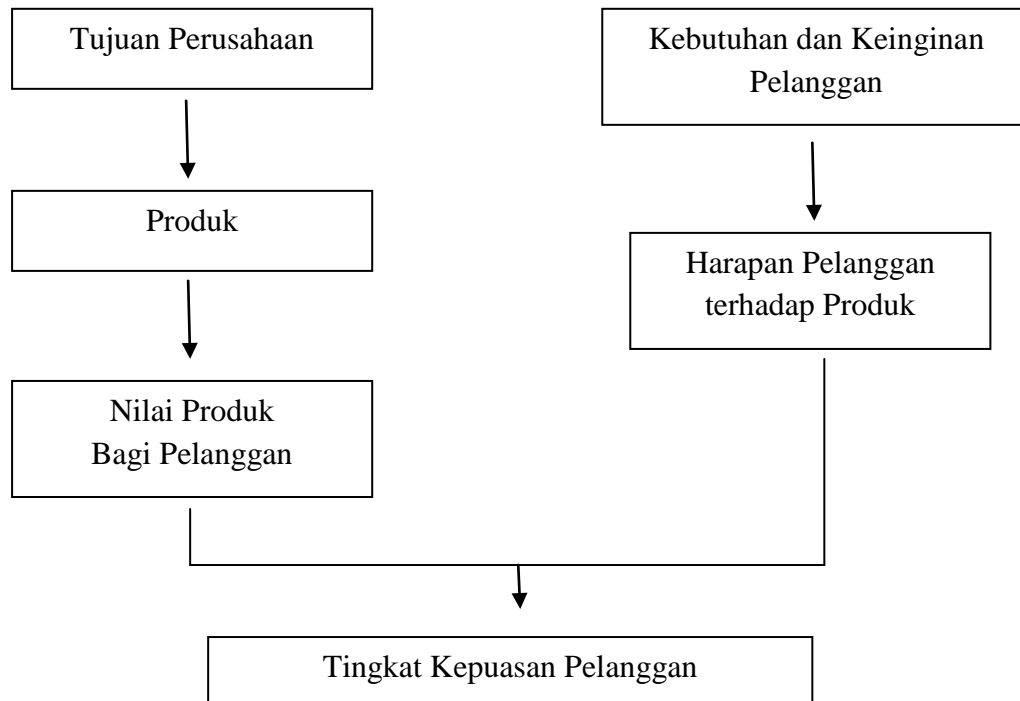 Tujuan Perusahaan
Kebutuhan dan Keinginan
Pelanggan
Produk
Harapan Pelanggan
terhadap Produk
Nilai Produk
Bagi Pelanggan
Tingkat Kepuasan Pelanggan